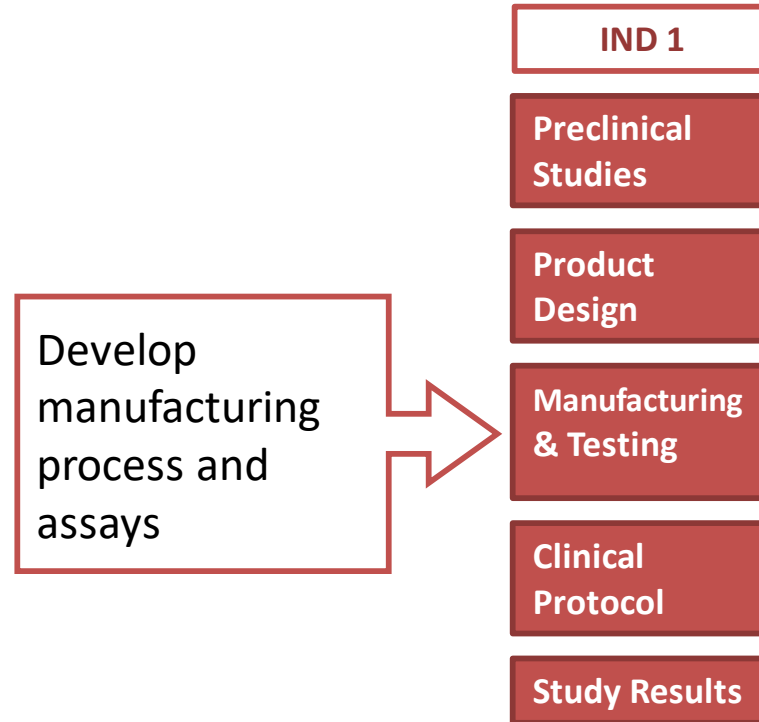 IND 1
Preclinical
Studies
Product
Design
Develop
manufacturing
process and
assays
Manufacturing
& Testing
Clinical
Protocol
Study Results